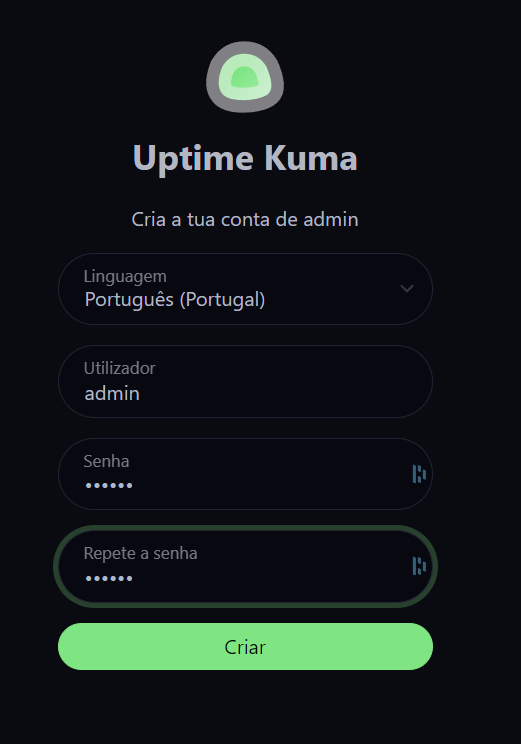 Uptime Kuma
Cria a tua conta de admin
Linguagem
Português (Portugal)
Utilizador
admin
Senha
••••••
Repete a senha
••••••
Criar